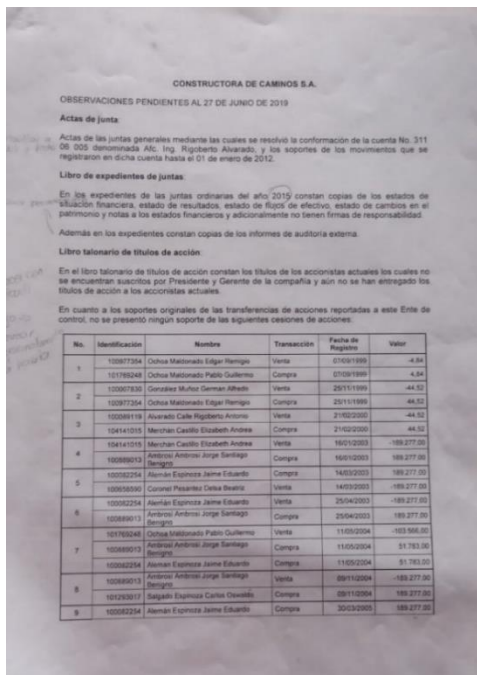 CONSTRUCTORA DE CAMINOS S.A.
OBSERVACIONES PENDIENTES AL 27 DE JUNIO DE 2019
Actas de junta:
Actas de las juntas generales mediante las cuales se resolvió la conformación de la cuenta No. 311
06 005 denominada Afc. Ing. Rigoberto Alvarado, y los soportes de los movimientos que se
registraron en dicha cuenta hasta el 01 de enero de 2012.
Libro de expedientes de juntas:
En los expedientes de las juntas ordinarias del año 2015 constan copias de los estados de
situación financiera, estado de resultados, estado de flujos de efectivo, estado de cambios en el
patrimonio y notas a los estados financieros y adicionalmente no tienen firmas de responsabilidad.
Además en los expedientes constan copias de los informes de auditoría externa.
Libro talonario de títulos de acción:
En el libro talonario de títulos de acción constan los títulos de los accionistas actuales los cuales no
se encuentran suscritos por Presidente y Gerente de la compañía y aún no se han entregado los
títulos de acción a los accionistas actuales.
En cuanto a los soportes originales de las transferencias de acciones reportadas a este Ente de
control, no se presentó ningún soporte de las siguientes cesiones de acciones:
No. Identificación Nombre Transacción Fecha de Registro Valor
1 100977354 Ochoa Maldonado Edgar Remigio Venta 07/09/1999 -4,84
101769248 Ochoa Maldonado Pablo Guillermo Compra 07/09/1999 4,84
2 González Muñoz German Alfredo Venta 25/11/1999 -44,52
100977354 Ochoa Maldonado Edgar Remigio Compra 25/11/1999 44,52
3 Alvarado Calle Rigoberto Antonio Venta 21/02/2000 -44,52
104141015 Merchán Castillo Elizabeth Andrea Compra 21/02/2000 44,52
4 104141015 Merchán Castillo Elizabeth Andrea Venta 16/01/2003 -189.277,00
100689013 Ambrosi Ambrosi Jorge Santiago Benigno Compra 16/01/2003 189.277,00
5 100082254 Alemán Espinoza Jaime Eduardo Compra 14/03/2003 189.277,00
Coronel Pesántez Celsa Beatriz Venta 14/03/2003 -189.277,00
6 100082254 Alemán Espinoza Jaime Eduardo Venta 25/04/2003 -189.277,00
100689013 Ambrosi Ambrosi Jorge Santiago Benigno Compra 25/04/2003 189.277,00
7 101769248 Ochoa Maldonado Pablo Guillermo Venta 11/05/2004 -103.566,00
100689013 Ambrosi Ambrosi Jorge Santiago Benigno Compra 11/05/2004 51.783,00
100082254 Alemán Espinoza Jaime Eduardo Compra 11/05/2004 51.783,00
8 100689013 Ambrosi Ambrosi Jorge Santiago Benigno Venta 09/11/2004 -189.277,00
Salgado Espinoza Carlos Oswaldo Compra 09/11/2004 189.277,00
9 100082254 Alemán Espinoza Jaime Eduardo Compra 30/03/2005 189.277,00